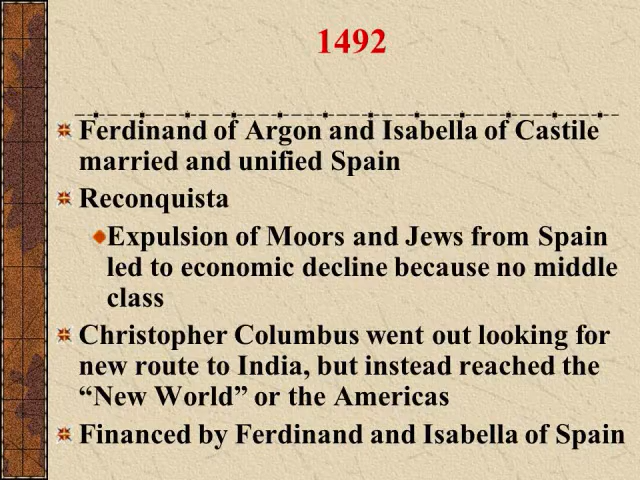 1492
Ferdinand of Argon and Isabella of Castile
married and unified Spain
Reconquista
Expulsion of Moors and Jews from Spain
led to economic decline because no middle
class
Christopher Columbus went out looking for
new route to India, but instead reached the
“New World” or the Americas
Financed by Ferdinand and Isabella of Spain